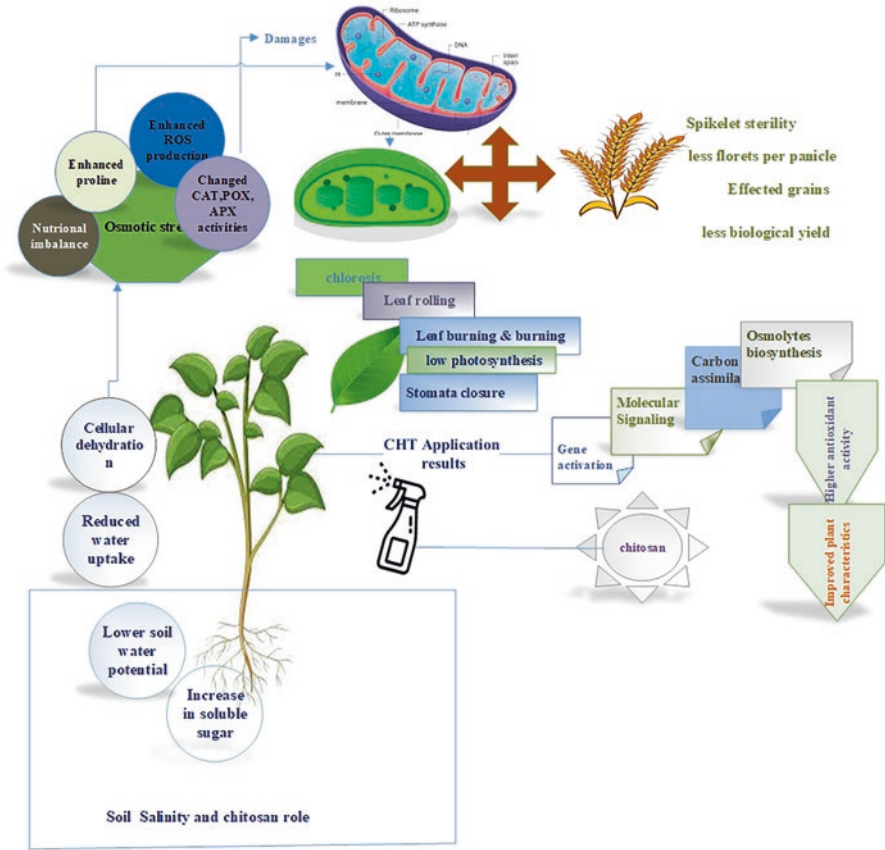 Damages
Ribosome
ATP synthase
DNA
membrane
Enhanced
ROS
production
Enhanced
proline
Changed
CAT,POX,
APX
activities
Nutrional
imbalance
Osmotic stre
Spikelet sterility
less florets per panicle
Effected grains
less biological yield
chlorosis
Leaf rolling
Leaf burning & burning
low photosynthesis
Stomata closure
Osmolytes
biosynthesis
Carbon
assimila
Molecular
Signaling
Gene
activation
Higher antioxidant
activity
Improved plant
characteristics
Cellular
dehydratio
n
CHT Application
results
chitosan
Reduced
water
uptake
Lower soil
water
potential
Increase
in soluble
sugar
Soil Salinity and chitosan role